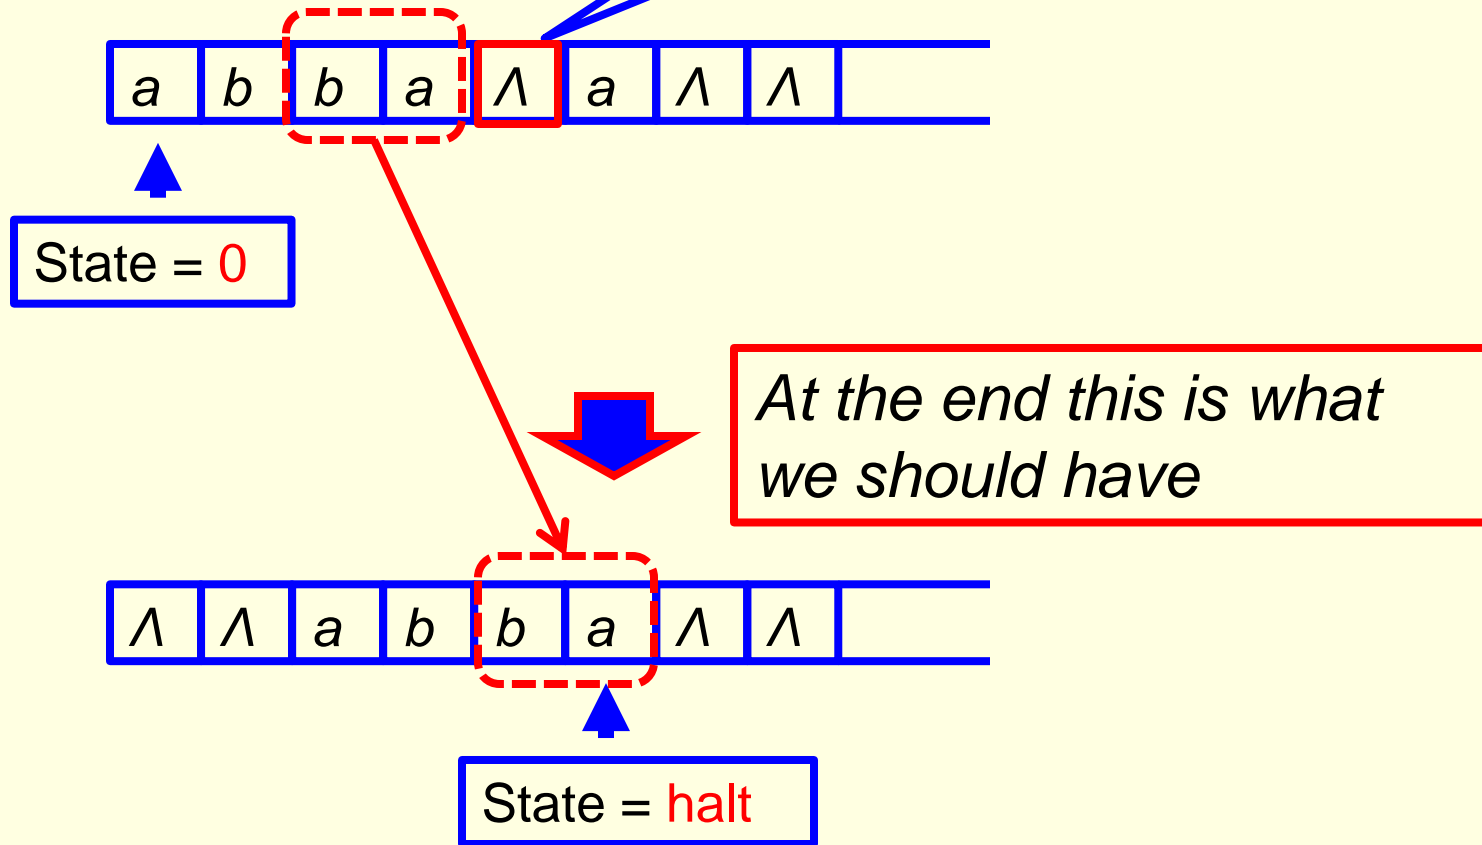 a b b a Λ a Λ Λ
State = 0
At the end this is what
we should have
Λ Λ a b b a Λ Λ
State = halt